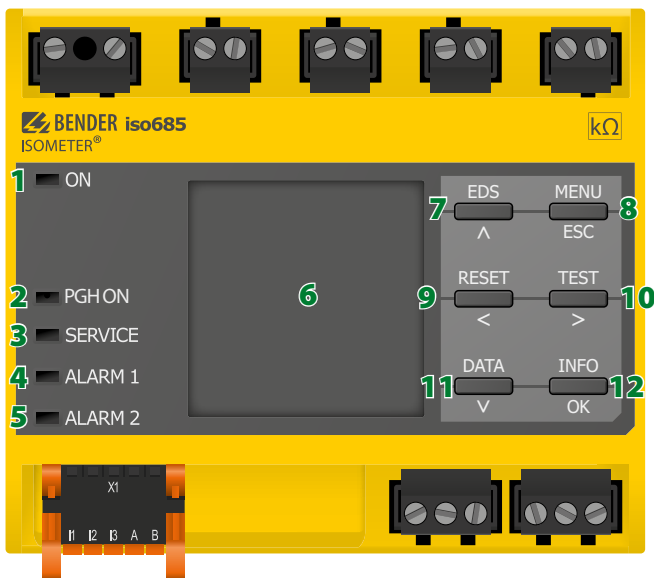 BENDER iso685
ISOMETER®
kΩ
1 ON
2 PGH ON
3 SERVICE
4 ALARM 1
5 ALARM 2
6
7 EDS
∧
MENU 8
ESC
9 RESET
<
TEST 10
>
11 DATA
∨
INFO 12
OK
X1
I1 I2 I3 A B